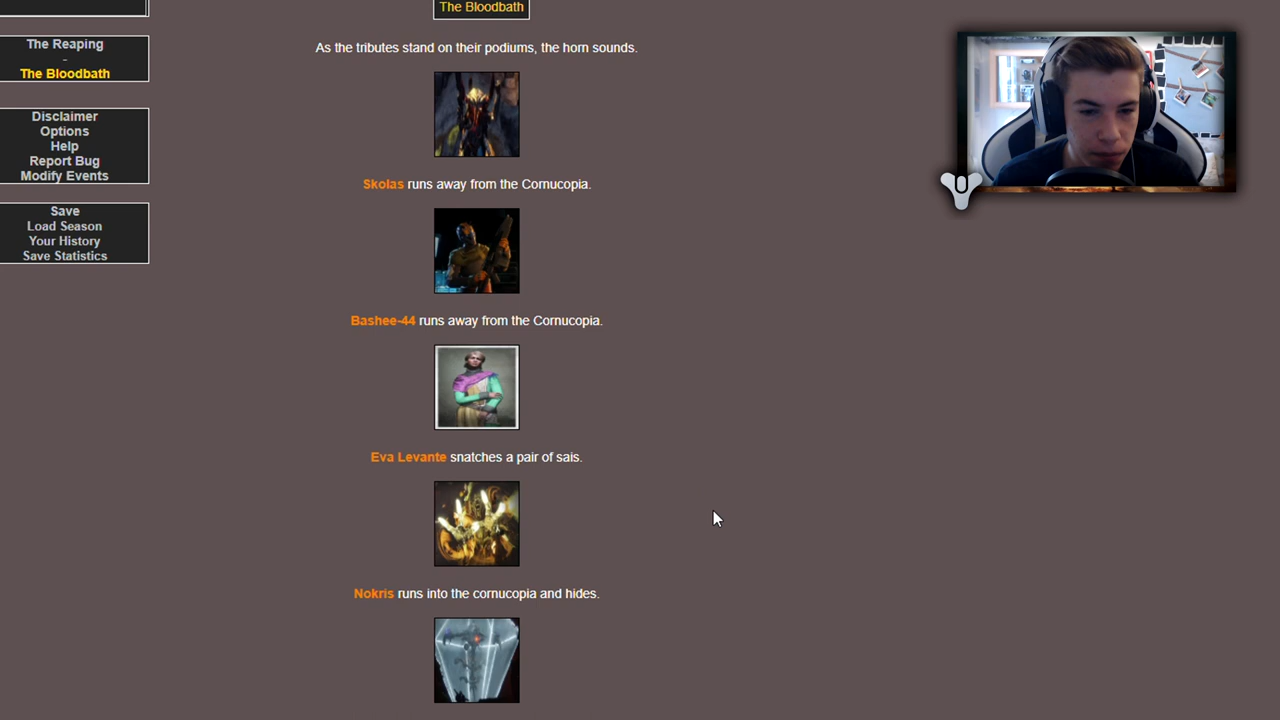 The Bloodbath
The Reaping
-
The Bloodbath
Disclaimer
Options
Help
Report Bug
Modify Events
Save
Load Season
Your History
Save Statistics
As the tributes stand on their podiums, the horn sounds.
Skolas runs away from the Cornucopia.
Bashee-44 runs away from the Cornucopia.
Eva Levante snatches a pair of sais.
Nokris runs into the cornucopia and hides.